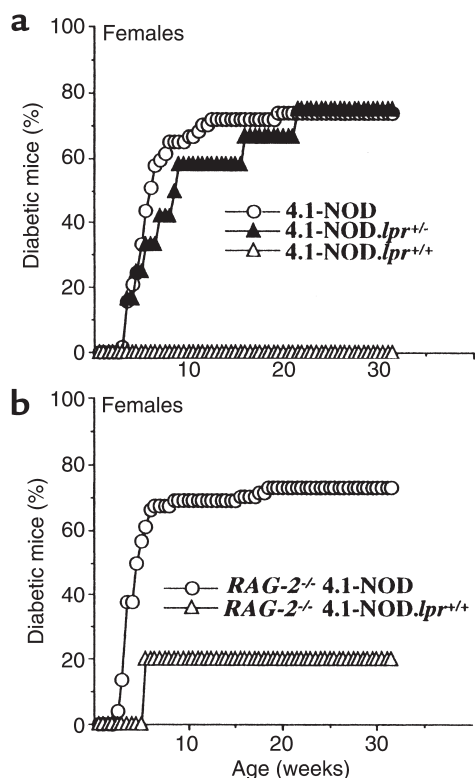 a
Females
100
80
60
40
20
0
Diabetic mice (%)
4.1-NOD
4.1-NOD.lpr+/-
4.1-NOD.lpr+/+
10
20
30
b
Females
100
80
60
40
20
0
Diabetic mice (%)
RAG-2-/- 4.1-NOD
RAG-2-/- 4.1-NOD.lpr+/+
10
20
30
Age (weeks)